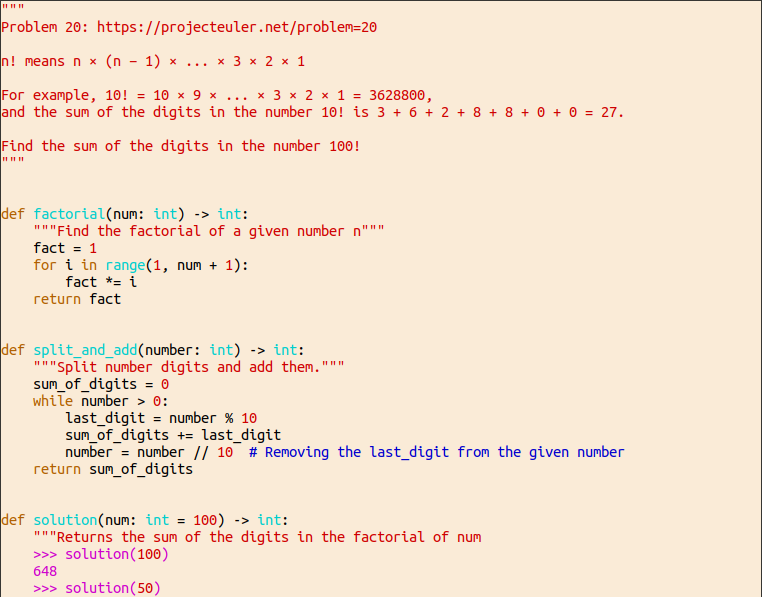 """
Problem 20: https://projecteuler.net/problem=20

n! means n × (n − 1) × ... × 3 × 2 × 1

For example, 10! = 10 × 9 × ... × 3 × 2 × 1 = 3628800,
and the sum of the digits in the number 10! is 3 + 6 + 2 + 8 + 8 + 0 + 0 = 27.

Find the sum of the digits in the number 100!
"""


def factorial(num: int) -> int:
    """Find the factorial of a given number n"""
    fact = 1
    for i in range(1, num + 1):
        fact *= i
    return fact


def split_and_add(number: int) -> int:
    """Split number digits and add them."""
    sum_of_digits = 0
    while number > 0:
        last_digit = number % 10
        sum_of_digits += last_digit
        number = number // 10  # Removing the last_digit from the given number
    return sum_of_digits


def solution(num: int = 100) -> int:
    """Returns the sum of the digits in the factorial of num
    >>> solution(100)
    648
    >>> solution(50)